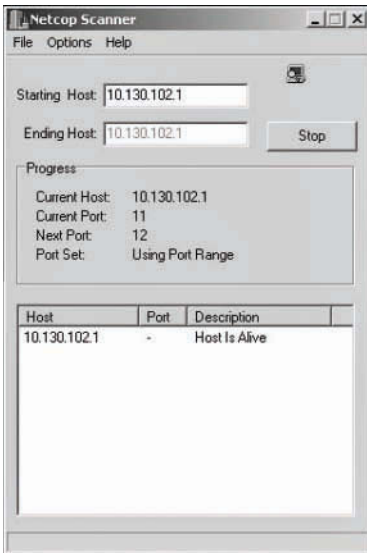 Netcop Scanner
File Options Help
Starting Host: 10.130.102.1
Ending Host: 10.130.102.1
Stop
Progress
Current Host: 10.130.102.1
Current Port: 11
Next Port: 12
Port Set: Using Port Range
Host Port Description
10.130.102.1 - Host Is Alive